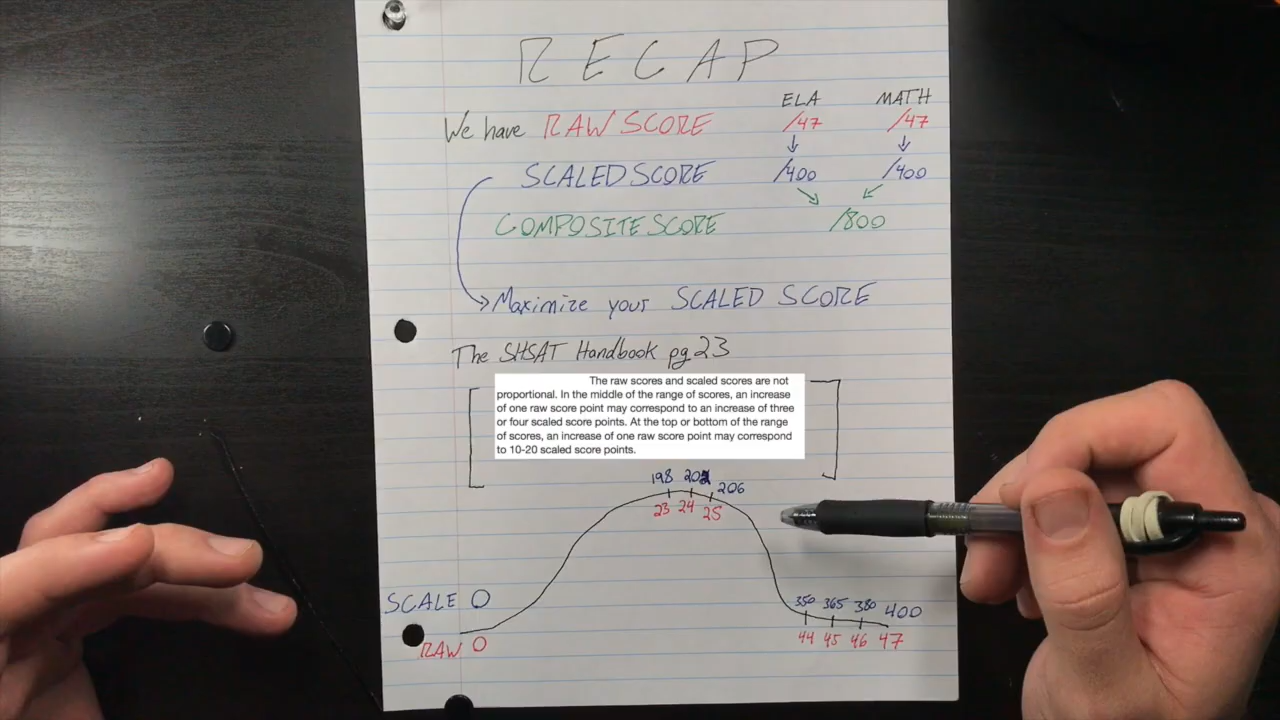 RECAP
ELA MATH
We have RAW SCORE /47 /47
SCALED SCORE /400 /400
COMPOSITE SCORE /800
Maximize your SCALED SCORE
The SHSAT Handbook pg 23
The raw scores and scaled scores are not
proportional. In the middle of the range of scores, an increase
of one raw score point may correspond to an increase of three
or four scaled score points. At the top or bottom of the range
of scores, an increase of one raw score point may correspond
to 10-20 scaled score points.
198 202 206
23 24 25
SCALE 0 350 365 380 400
RAW 0 44 45 46 47